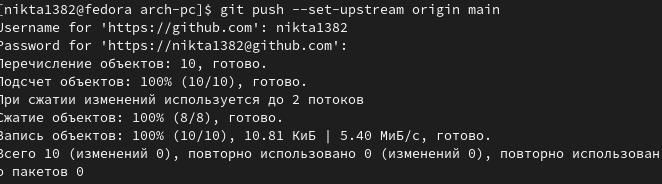 [nikta1382@fedora arch-pc]$ git push --set-upstream origin main
Username for 'https://github.com': nikta1382
Password for 'https://nikta1382@github.com':
Перечисление объектов: 10, готово.
Подсчет объектов: 100% (10/10), готово.
При сжатии изменений используется до 2 потоков
Сжатие объектов: 100% (8/8), готово.
Запись объектов: 100% (10/10), 10.81 КиБ | 5.40 МиБ/с, готово.
Всего 10 (изменений 0), повторно использовано 0 (изменений 0), повторно использован
о пакетов 0